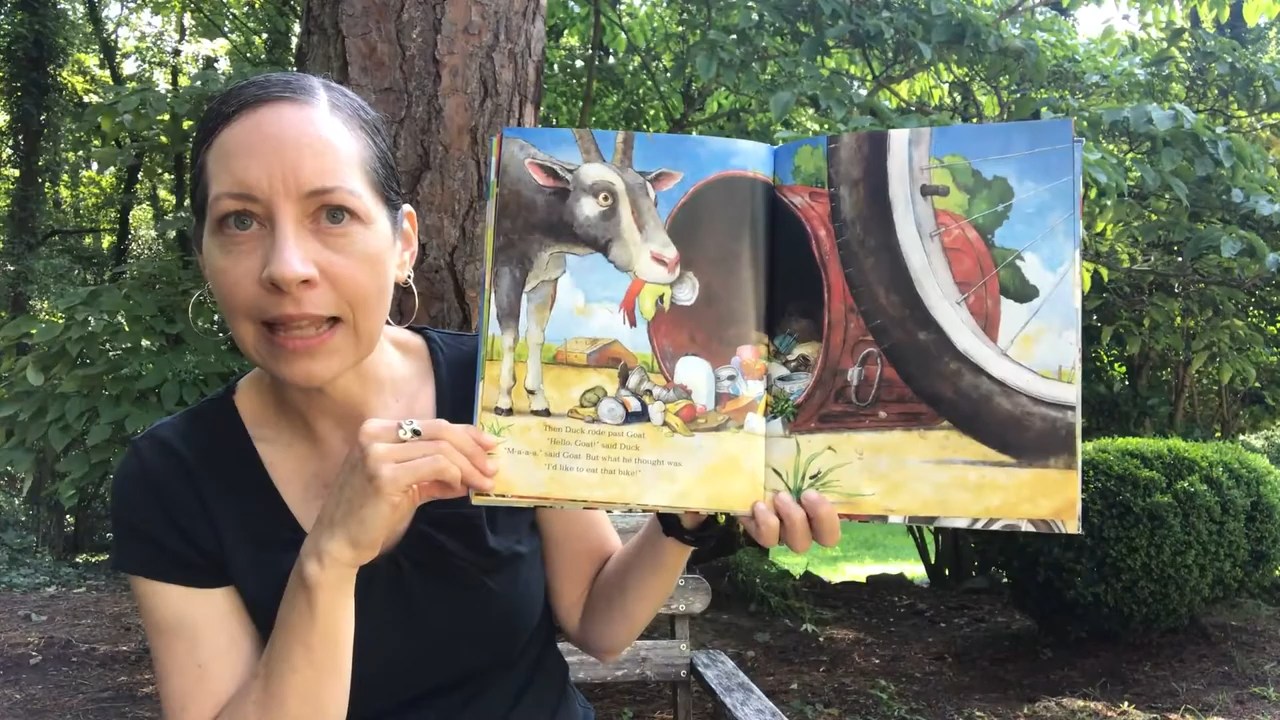 Then Duck rode past Goat.
"Hello, Goat!" said Duck.
"M-a-a-a," said Goat. But what he thought was,
"I'd like to eat that bike!"